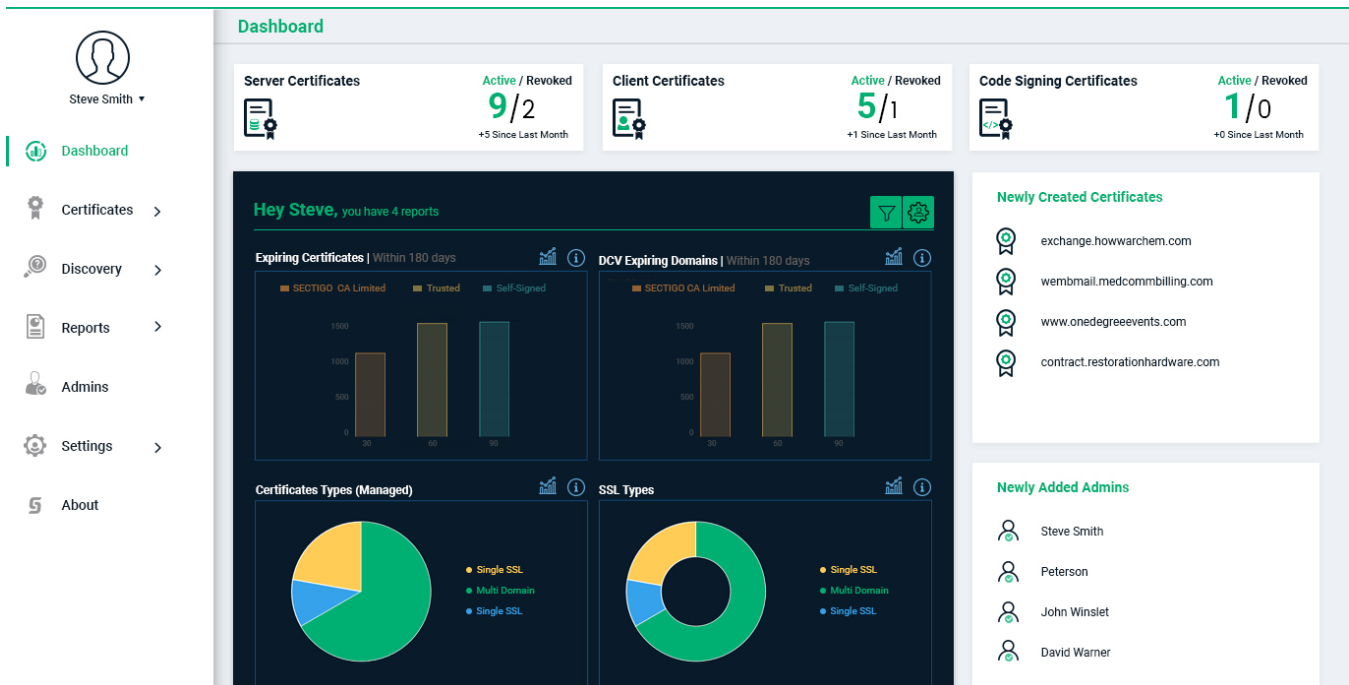 Dashboard
Steve Smith
Dashboard
Certificates
Discovery
Reports
Admins
Settings
About
Server Certificates
Active / Revoked
9/2
+5 Since Last Month
Client Certificates
Active / Revoked
5/1
+1 Since Last Month
Code Signing Certificates
</>
Active / Revoked
1/0
+0 Since Last Month
Hey Steve, you have 4 reports
Expiring Certificates | Within 180 days
SECTIGO CA Limited Trusted Self-Signed
1500
1000
500
0
30 60 90
DCV Expiring Domains | Within 180 days
SECTIGO CA Limited Trusted Self-Signed
1500
1000
500
0
30 60 90
Certificates Types (Managed)
Single SSL
Multi Domain
Single SSL
SSL Types
Single SSL
Multi Domain
Single SSL
Newly Created Certificates
exchange.howwarchem.com
wembmail.medcommbilling.com
www.onedegreeevents.com
contract.restorationhardware.com
Newly Added Admins
Steve Smith
Peterson
John Winslet
David Warner